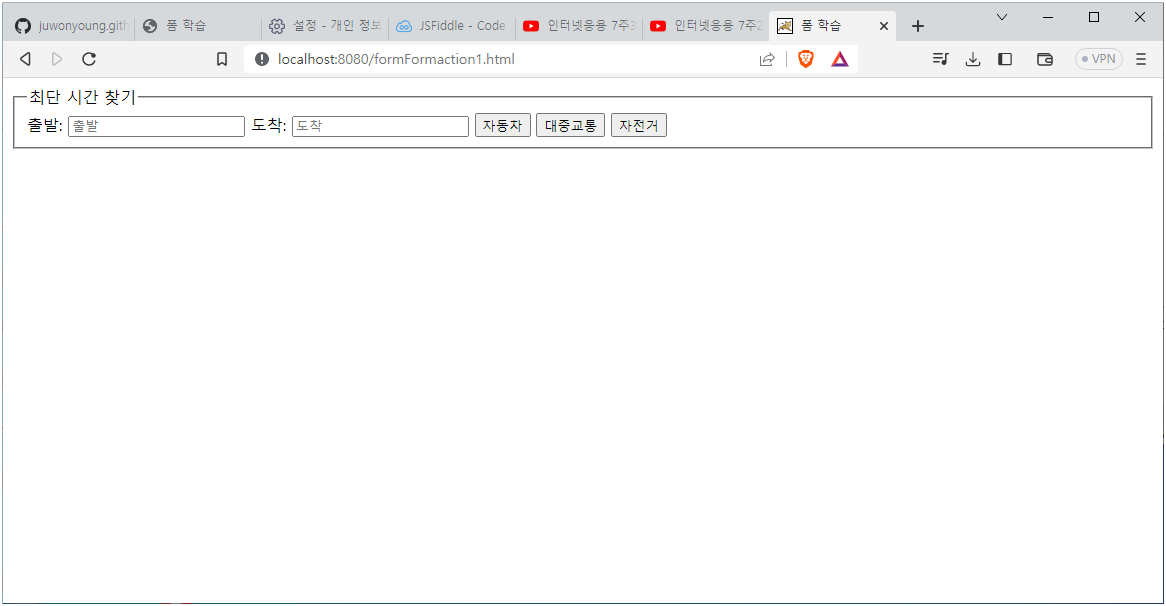 juwonyoung.gith
폼 학습
설정 - 개인 정보
JSFiddle - Code
인터넷응용 7주3
인터넷응용 7주2
폼 학습
localhost:8080/formFormaction1.html
VPN
최단 시간 찾기
출발: 출발 도착: 도착 자동차 대중교통 자전거